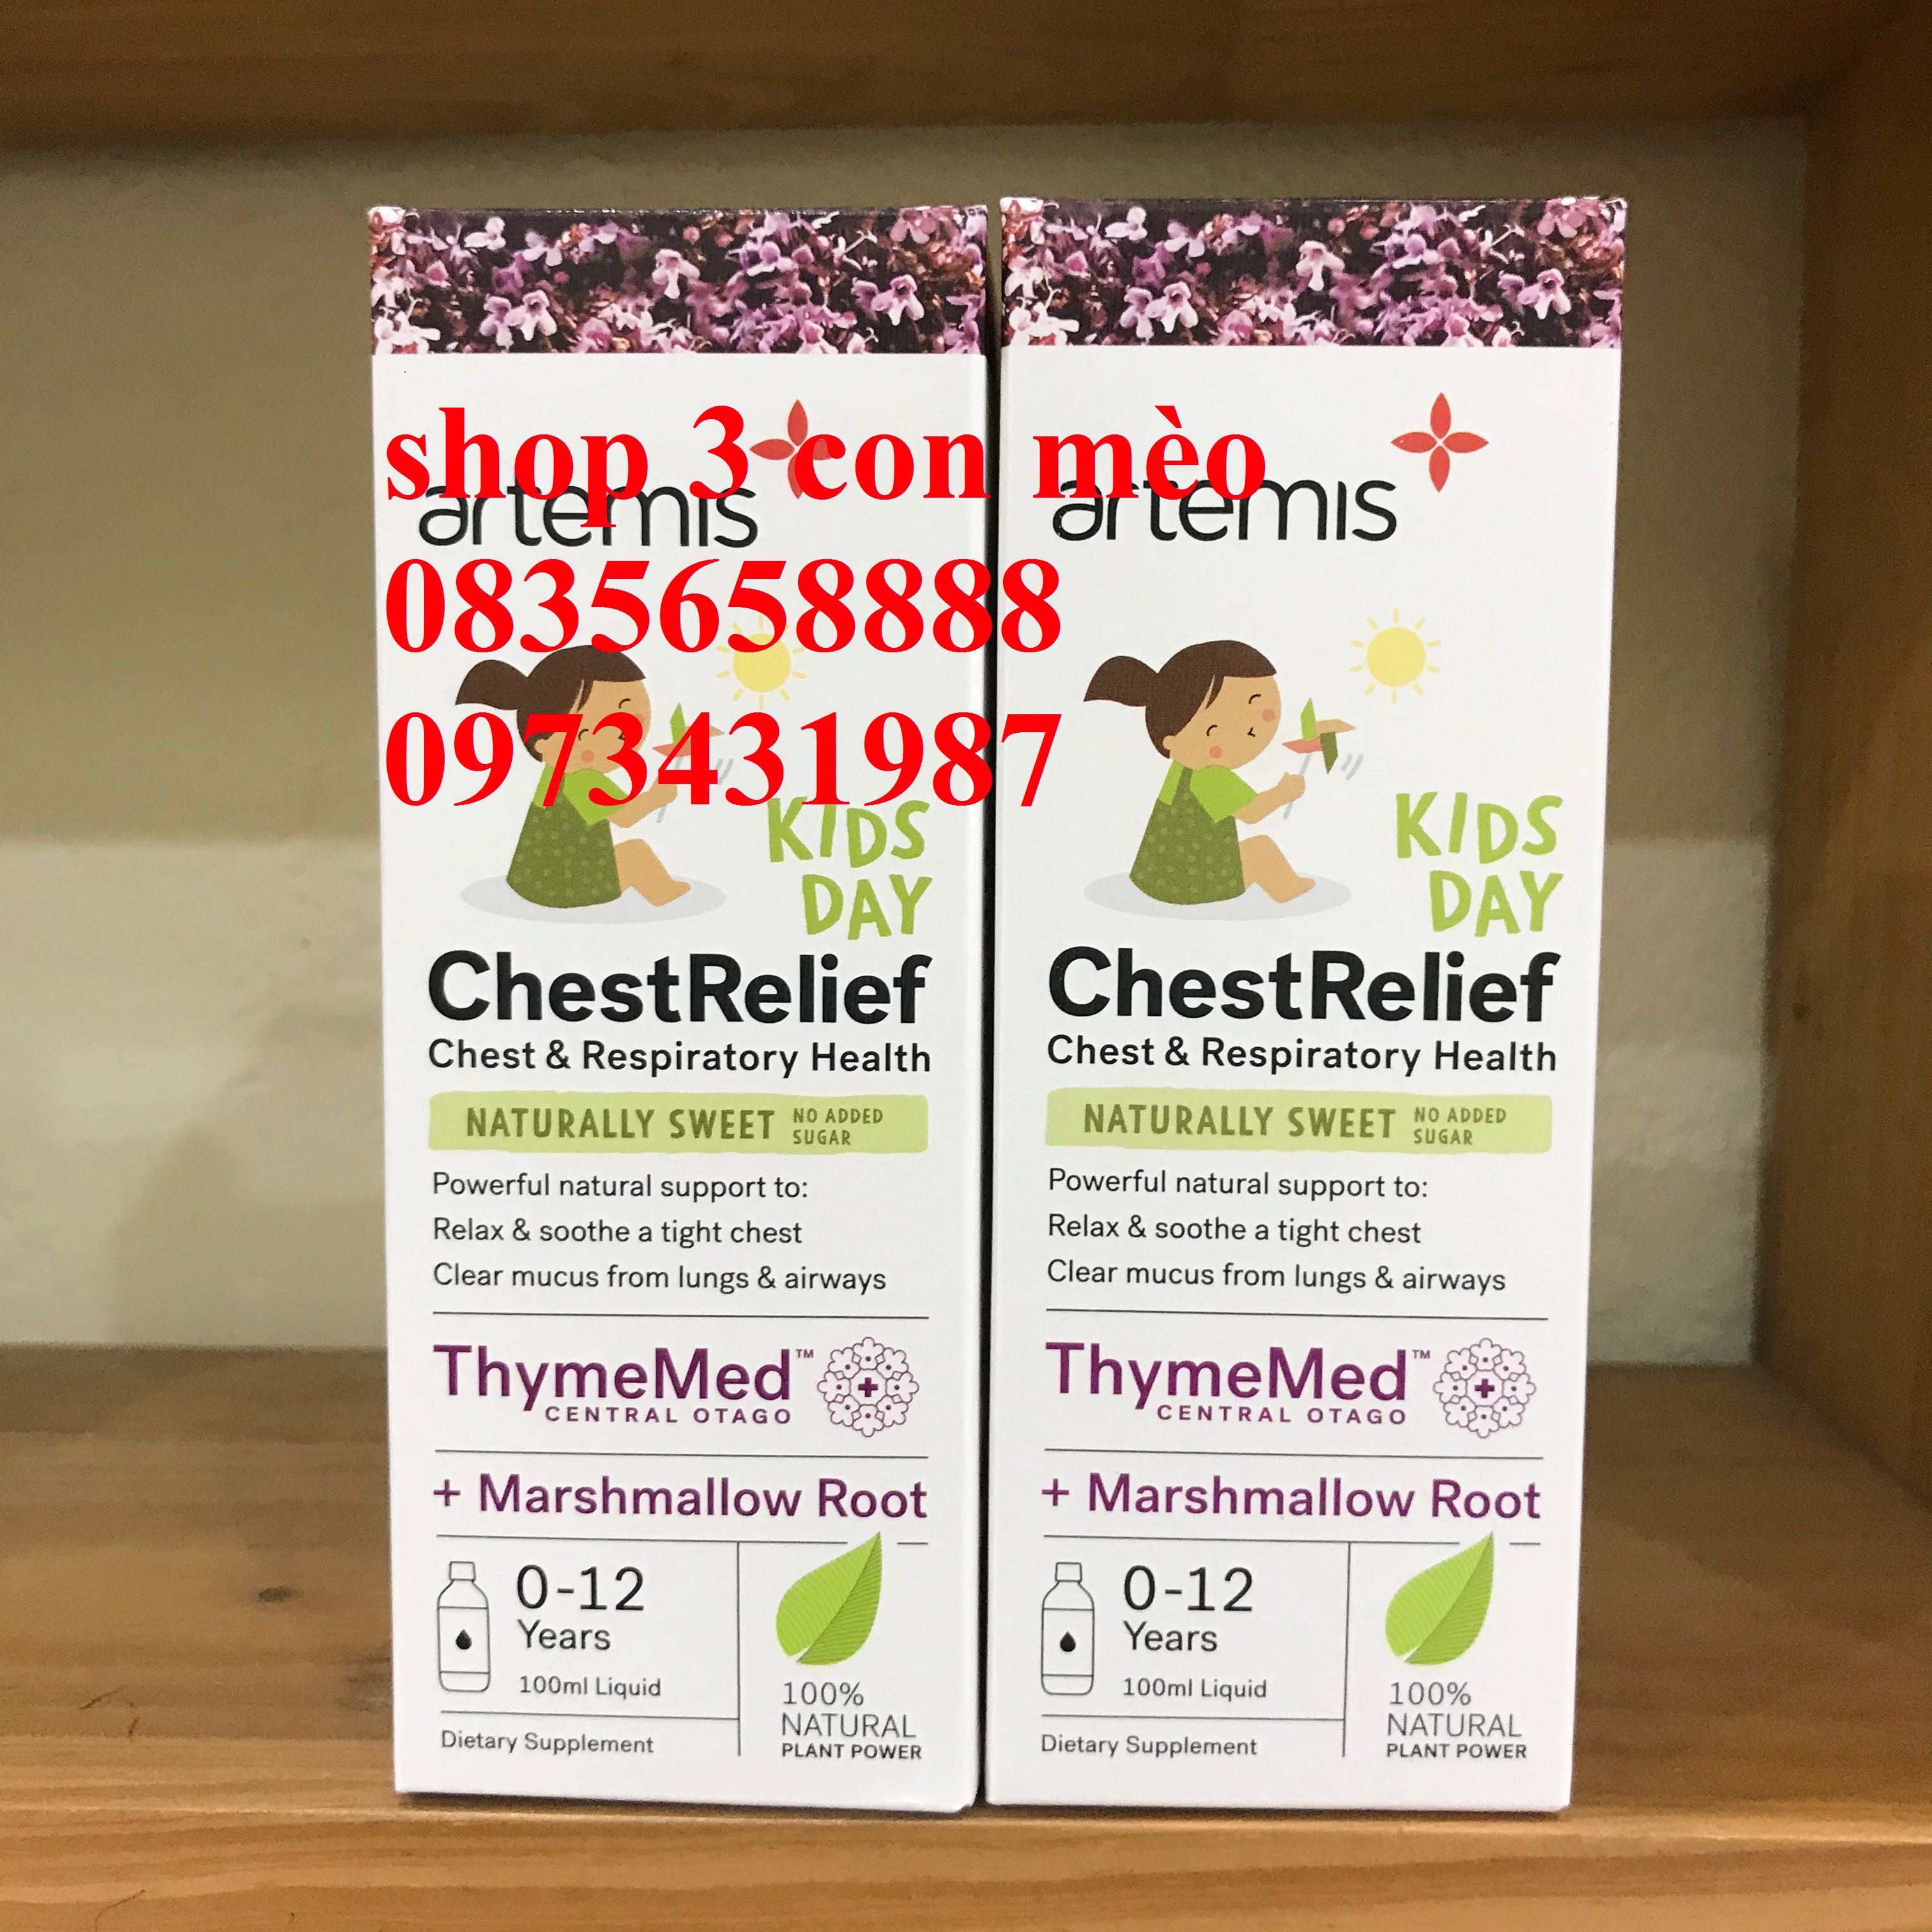 shop 3 con mèo
0835658888
0973431987
artemis
KIDS
DAY
ChestRelief
Chest & Respiratory Health
NATURALLY SWEET NO ADDED
SUGAR
Powerful natural support to:
Relax & soothe a tight chest
Clear mucus from lungs & airways
ThymeMed™
CENTRAL OTAGO
+ Marshmallow Root
0-12
Years
100ml Liquid
Dietary Supplement
100%
NATURAL
PLANT POWER
artemis
KIDS
DAY
ChestRelief
Chest & Respiratory Health
NATURALLY SWEET NO ADDED
SUGAR
Powerful natural support to:
Relax & soothe a tight chest
Clear mucus from lungs & airways
ThymeMed™
CENTRAL OTAGO
+ Marshmallow Root
0-12
Years
100ml Liquid
Dietary Supplement
100%
NATURAL
PLANT POWER